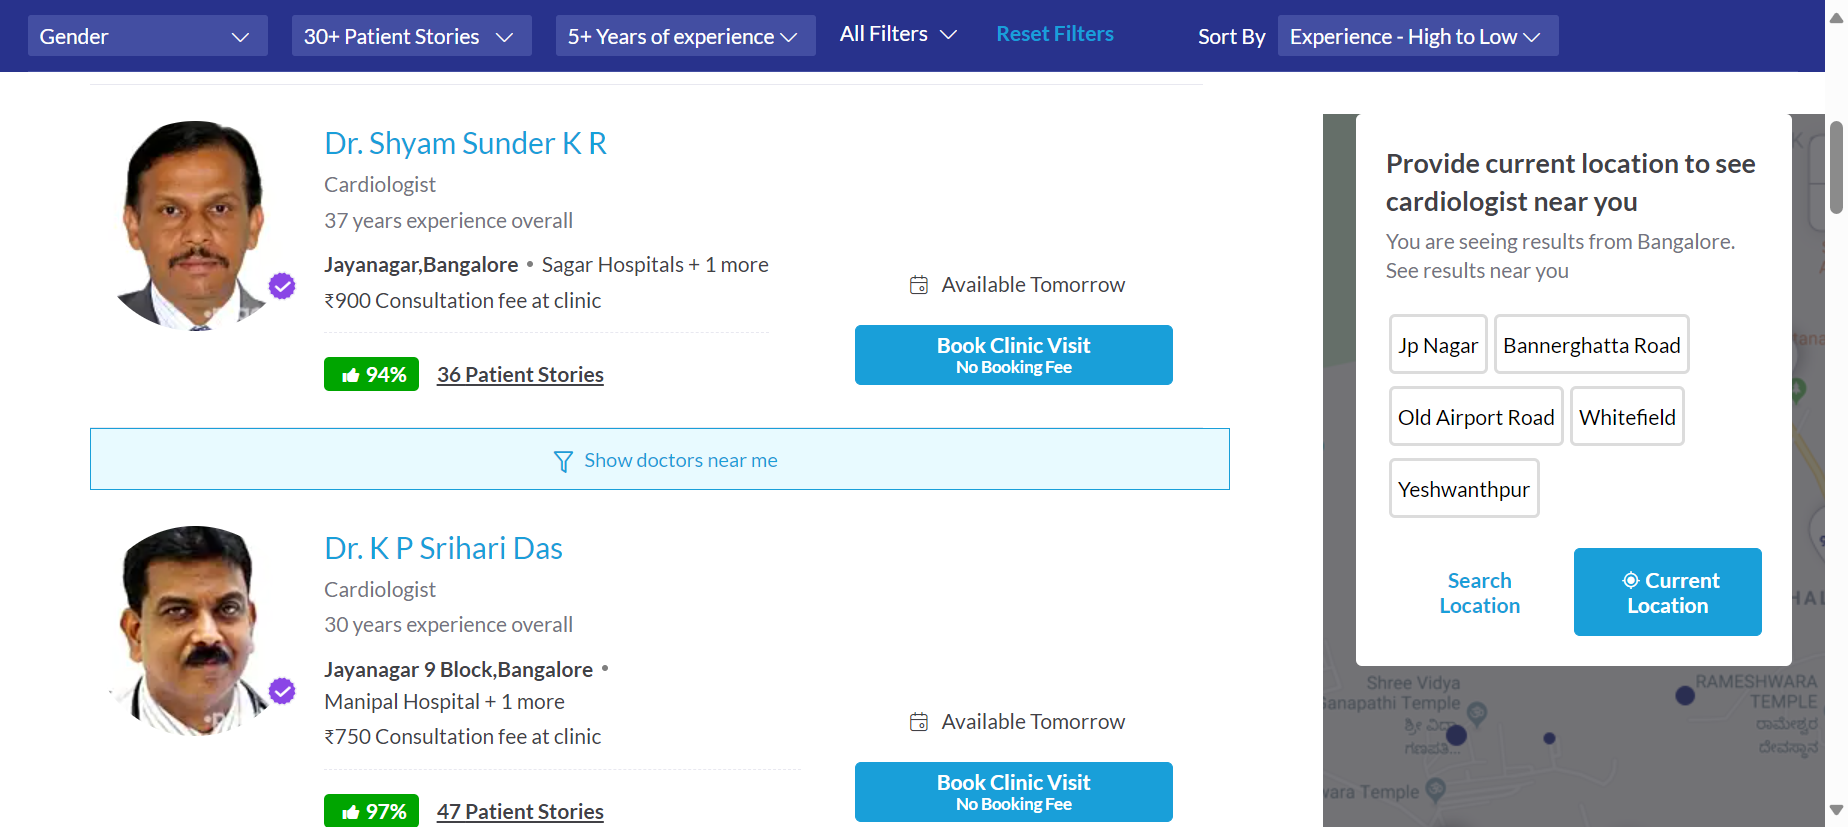 Gender
30+ Patient Stories
5+ Years of experience
All Filters
Reset Filters
Sort By
Experience - High to Low
Dr. Shyam Sunder K R
Cardiologist
37 years experience overall
Jayanagar,Bangalore • Sagar Hospitals + 1 more
₹900 Consultation fee at clinic
94%
36 Patient Stories
Available Tomorrow
Book Clinic Visit
No Booking Fee
Show doctors near me
Dr. K P Srihari Das
Cardiologist
30 years experience overall
Jayanagar 9 Block,Bangalore •
Manipal Hospital + 1 more
₹750 Consultation fee at clinic
97%
47 Patient Stories
Available Tomorrow
Book Clinic Visit
No Booking Fee
Provide current location to see
cardiologist near you
You are seeing results from Bangalore.
See results near you
Jp Nagar
Bannerghatta Road
Old Airport Road
Whitefield
Yeshwanthpur
Search
Location
Current
Location
Shree Vidya
Ganapathi Temple
ಶ್ರೀ ವಿದ್ಯಾ
ಗಣಪತಿ...
RAMESHWARA
TEMPLE
ರಾಮೇಶ್ವರ
ದೇವಸ್ಥಾನ
wara Temple